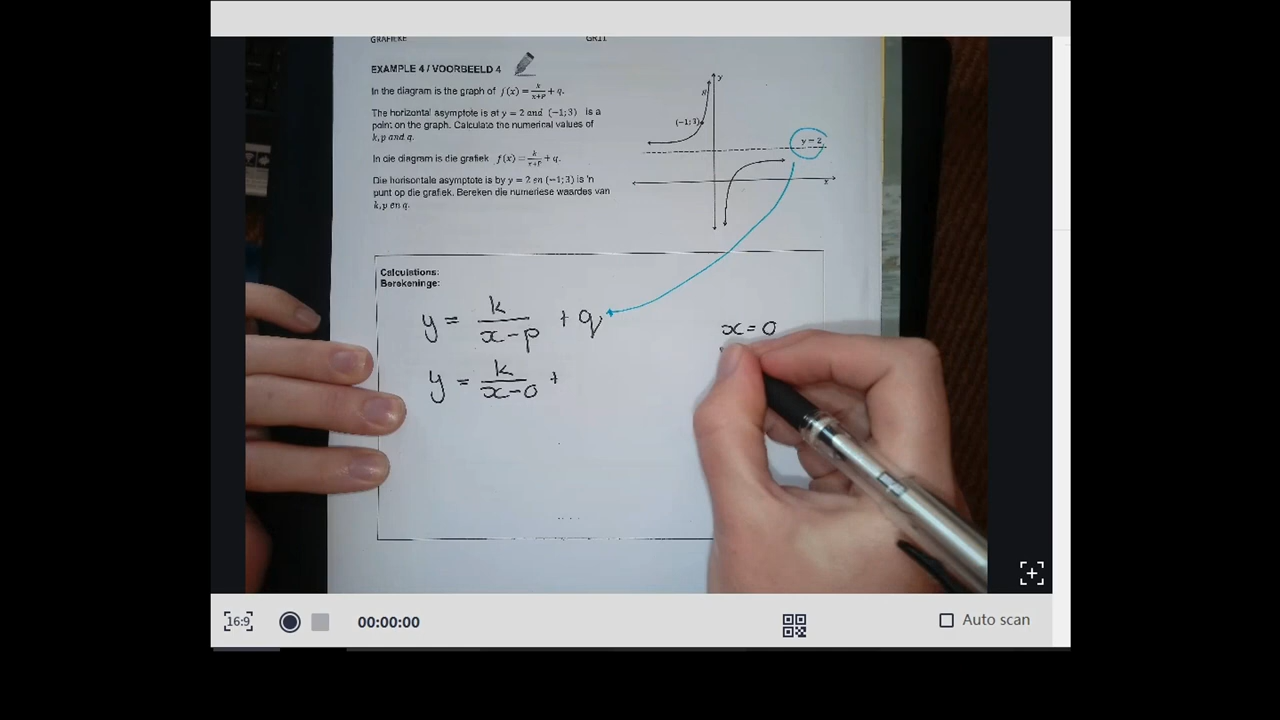 GRAFIEKE GR11
EXAMPLE 4 / VOORBEELD 4
In the diagram is the graph of f(x) = k/(x+p) + q.
The horizontal asymptote is at y = 2 and (−1; 3) is a
point on the graph. Calculate the numerical values of
k, p and q.
In die diagram is die grafiek f(x) = k/(x+p) + q.
Die horisontale asymptote is by y = 2 en (−1; 3) is 'n
punt op die grafiek. Bereken die numeriese waardes van
k, p en q.
y
(−1; 3)
y = 2
x
Calculations:
Berekeninge:
y = k/(x-p) + q
x = 0
y = k/(x-0) +
16:9
00:00:00
Auto scan